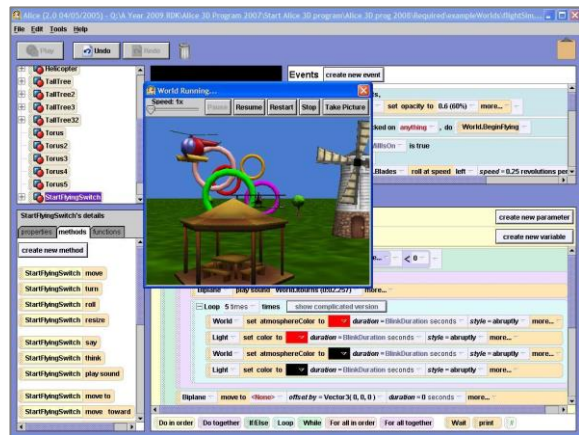 Alice (2.0 04/05/2005) - Q:\A Year 2009 RDK\Alice 3D Program 2007\Start Alice 3D program\Alice 3D prog 2008\Required\exampleWorlds\flightSim
File Edit Tools Help
Play Undo Redo
Helicopter
TallTree
TallTree2
TallTree3
TallTree32
Torus
Torus2
Torus3
Torus4
Torus5
StartFlyingSwitch
StartFlyingSwitch's details
properties methods functions
create new method
StartFlyingSwitch move
StartFlyingSwitch turn
StartFlyingSwitch roll
StartFlyingSwitch resize
StartFlyingSwitch say
StartFlyingSwitch think
StartFlyingSwitch play sound
StartFlyingSwitch move to
StartFlyingSwitch move toward
World Running...
Speed: 1x
Pause Resume Restart Stop Take Picture
Events create new event
set opacity to 0.6 (60%) more...
cked on anything , do World.BeginFlying
is true
.Blades roll at speed left speed = 0.25 revolutions per
create new parameter
create new variable
< 0
Biplane play sound
Loop 5 times times show complicated version
World set atmosphereColor to duration = BlinkDuration seconds style = abruptly more...
Light set color to duration = BlinkDuration seconds style = abruptly more...
World set atmosphereColor to duration = BlinkDuration seconds style = abruptly more...
Light set color to duration = BlinkDuration seconds style = abruptly more...
Biplane move to <None> offset by = Vector3( 0, 0, 0 ) duration = 0 seconds more...
Do in order Do together If/Else Loop While For all in order For all together Wait print //